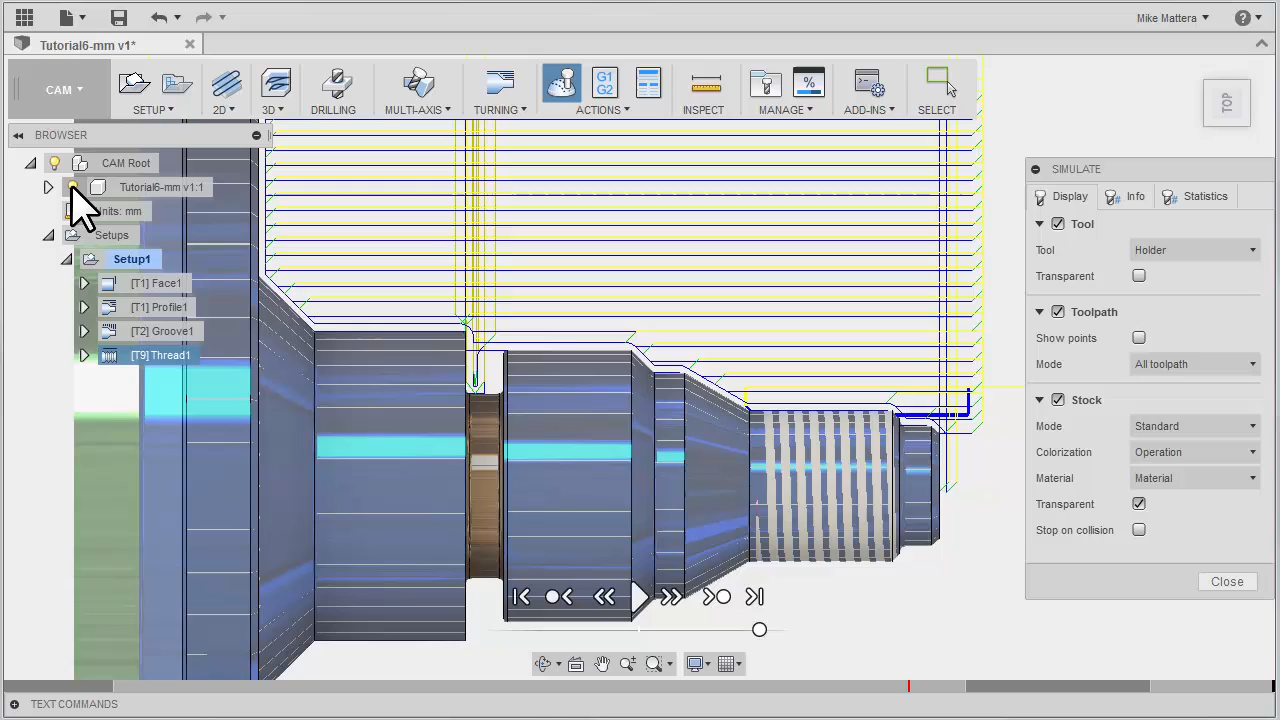 Mike Mattera
Tutorial6-mm v1*
CAM
G1
G2
%
SETUP
2D
3D
DRILLING
MULTI-AXIS
TURNING
ACTIONS
INSPECT
MANAGE
ADD-INS
SELECT
TOP
BROWSER
CAM Root
Tutorial6-mm v1:1
nits: mm
Setups
Setup1
[T1] Face1
[T1] Profile1
[T2] Groove1
[T9] Thread1
SIMULATE
Display
Info
Statistics
Tool
Tool Holder
Transparent
Toolpath
Show points
Mode All toolpath
Stock
Mode Standard
Colorization Operation
Material Material
Transparent
Stop on collision
Close
TEXT COMMANDS